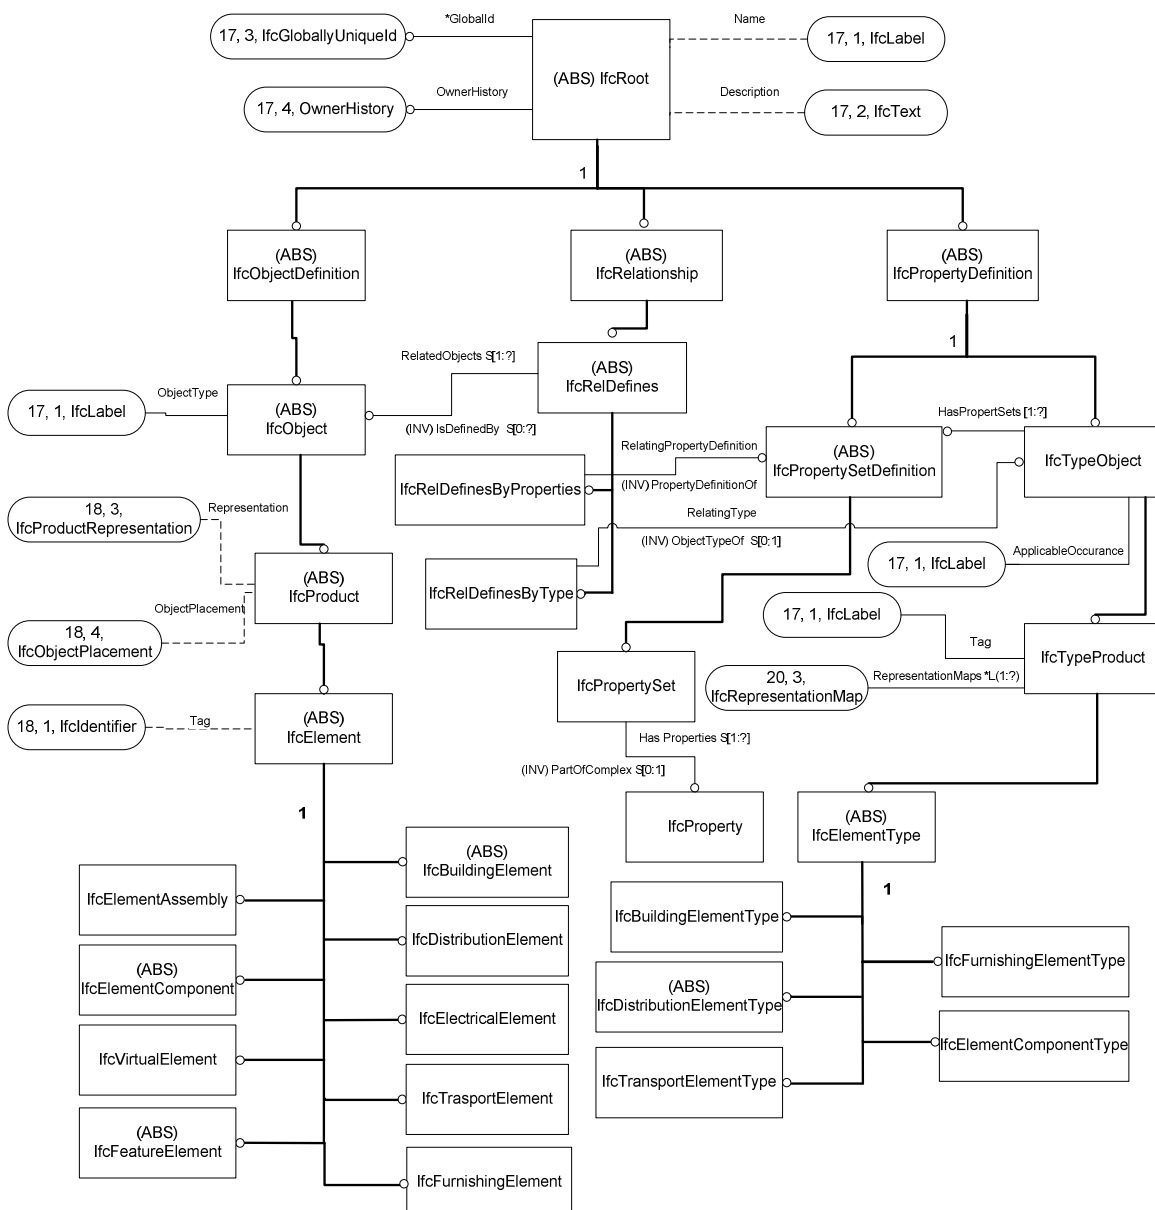 *GlobalId
Name
17, 3, IfcGloballyUniqueId
(ABS) IfcRoot
17, 1, IfcLabel
OwnerHistory
Description
17, 4, OwnerHistory
17, 2, IfcText
1
(ABS)
IfcObjectDefinition
(ABS)
IfcRelationship
(ABS)
IfcPropertyDefinition
1
RelatedObjects S[1:?]
(ABS)
IfcRelDefines
ObjectType
17, 1, IfcLabel
(ABS)
IfcObject
(INV) IsDefinedBy S[0:?]
HasPropertSets [1:?]
RelatingPropertyDefinition
(ABS)
IfcPropertySetDefinition
IfcTypeObject
IfcRelDefinesByProperties
(INV) PropertyDefinitionOf
Representation
18, 3,
IfcProductRepresentation
RelatingType
(INV) ObjectTypeOf S[0:1]
ApplicableOccurance
17, 1, IfcLabel
(ABS)
IfcProduct
IfcRelDefinesByType
ObjectPlacement
18, 4,
IfcObjectPlacement
17, 1, IfcLabel
Tag
IfcTypeProduct
IfcPropertySet
20, 3,
IfcRepresentationMap
RepresentationMaps *L(1:?)
18, 1, IfcIdentifier
Tag
(ABS)
IfcElement
Has Properties S[1:?]
(INV) PartOfComplex S[0:1]
1
IfcProperty
(ABS)
IfcElementType
(ABS)
IfcBuildingElement
1
IfcElementAssembly
IfcBuildingElementType
IfcDistributionElement
IfcFurnishingElementType
(ABS)
IfcElementComponent
(ABS)
IfcDistributionElementType
IfcElectricalElement
IfcElementComponentType
IfcVirtualElement
IfcTransportElementType
IfcTrasportElement
(ABS)
IfcFeatureElement
IfcFurnishingElement